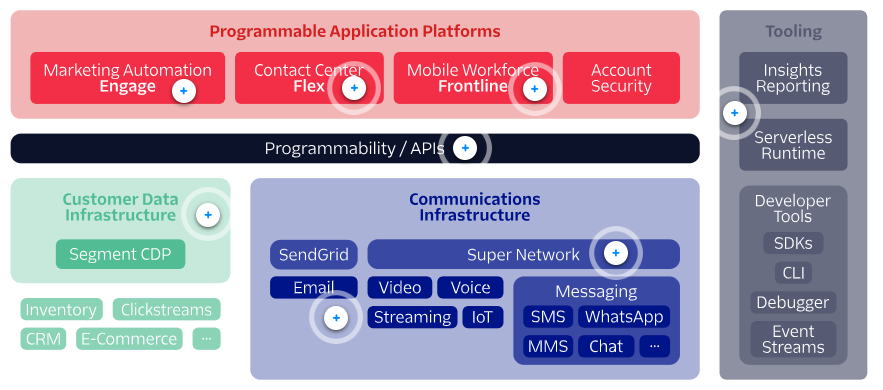 Programmable Application Platforms
Marketing Automation
Engage
Contact Center
Flex
Mobile Workforce
Frontline
Account
Security
Programmability / APIs
Customer Data
Infrastructure
Segment CDP
Inventory
Clickstreams
CRM
E-Commerce
...
Communications
Infrastructure
SendGrid
Super Network
Email
Video
Voice
Streaming
IoT
Messaging
SMS
WhatsApp
MMS
Chat
...
Tooling
Insights
Reporting
Serverless
Runtime
Developer
Tools
SDKs
CLI
Debugger
Event
Streams